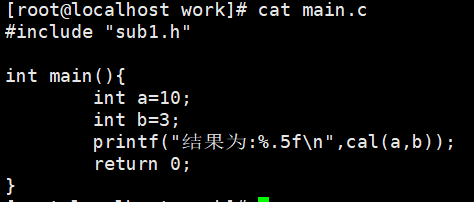 [root@localhost work]# cat main.c
#include "sub1.h"
int main(){
int a=10;
int b=3;
printf("结果为:%.5f\n",cal(a,b));
return 0;
}